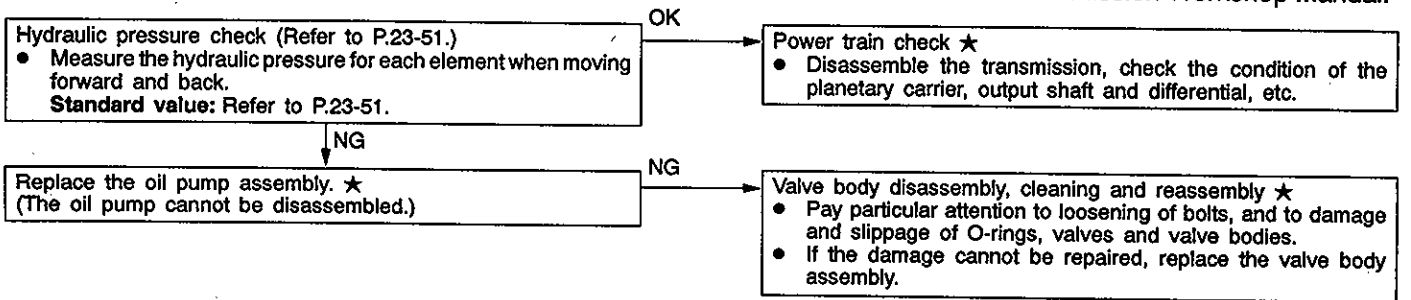 Workshop Manual.
OK
Hydraulic pressure check (Refer to P.23-51.)
● Measure the hydraulic pressure for each element when moving
forward and back.
Standard value: Refer to P.23-51.
Power train check ★
● Disassemble the transmission, check the condition of the
planetary carrier, output shaft and differential, etc.
NG
Replace the oil pump assembly. ★
(The oil pump cannot be disassembled.)
NG
Valve body disassembly, cleaning and reassembly ★
● Pay particular attention to loosening of bolts, and to damage
and slippage of O-rings, valves and valve bodies.
● If the damage cannot be repaired, replace the valve body
assembly.